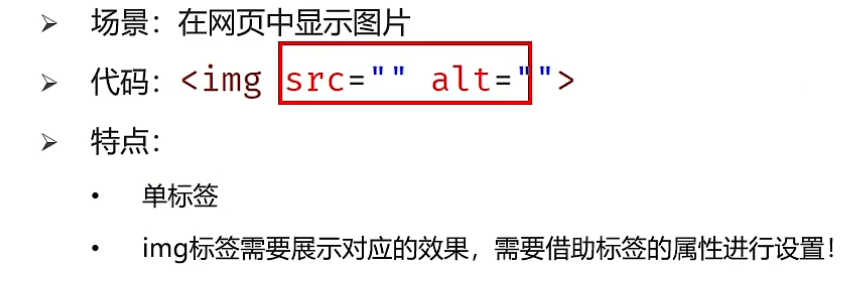 ➢ 场景：在网页中显示图片
➢ 代码：<img src="" alt="">
➢ 特点：
• 单标签
• img标签需要展示对应的效果，需要借助标签的属性进行设置！